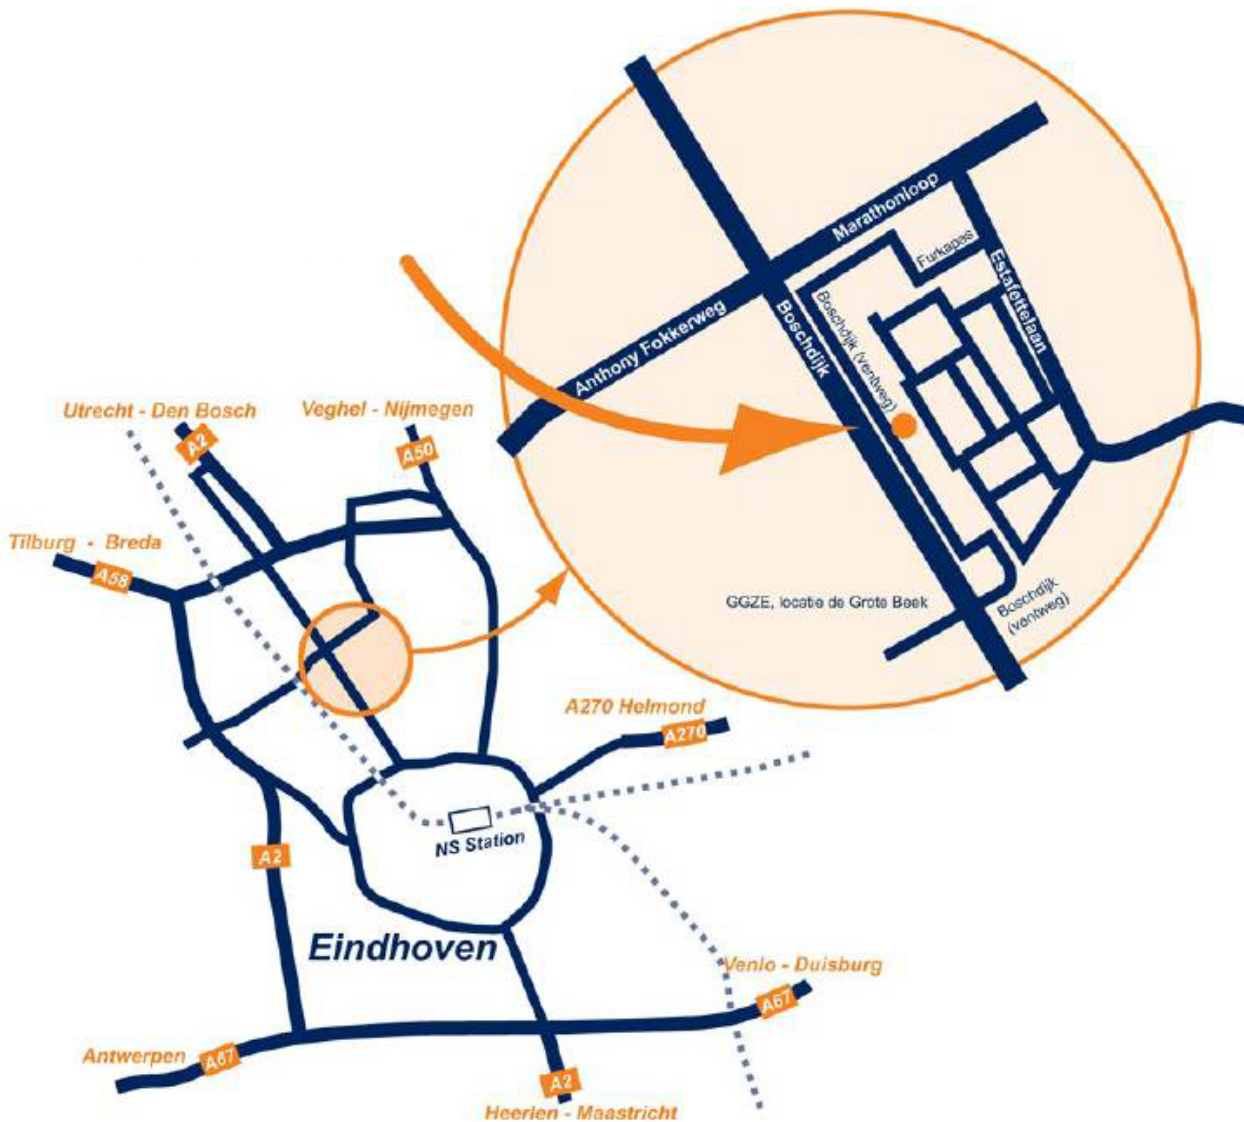 Marathonloop
Furkapas
Estafettelaan
Anthony Fokkerweg
Boschdijk
Boschdijk (ventweg)
GGZE, locatie de Grote Beek
Boschdijk
(ventweg)
Utrecht - Den Bosch
A2
Veghel - Nijmegen
A50
Tilburg - Breda
A58
A270 Helmond
A270
NS Station
A2
Eindhoven
Venlo - Duisburg
A67
Antwerpen
A67
A2
Heerlen - Maastricht